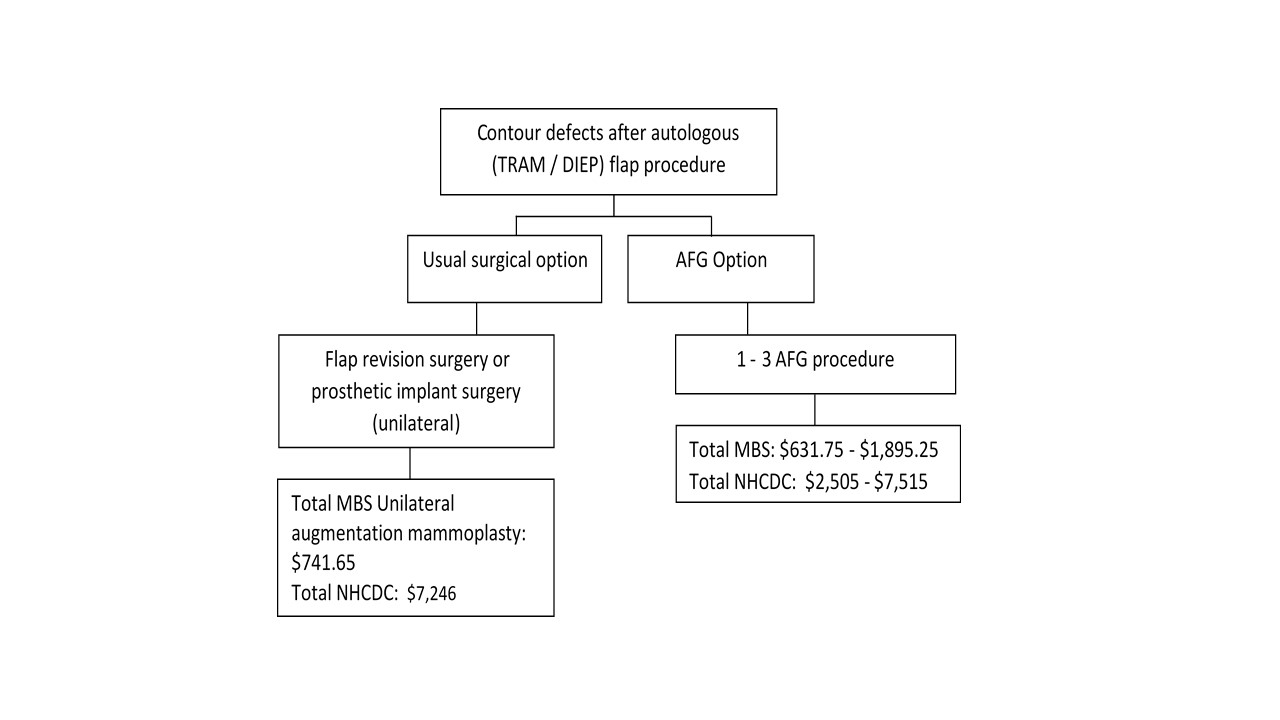 Contour defects after autologous
(TRAM / DIEP) flap procedure
Usual surgical option
AFG Option
Flap revision surgery or
prosthetic implant surgery
(unilateral)
1 - 3 AFG procedure
Total MBS Unilateral
augmentation mammoplasty:
$741.65
Total NHCDC: $7,246
Total MBS: $631.75 - $1,895.25
Total NHCDC: $2,505 - $7,515